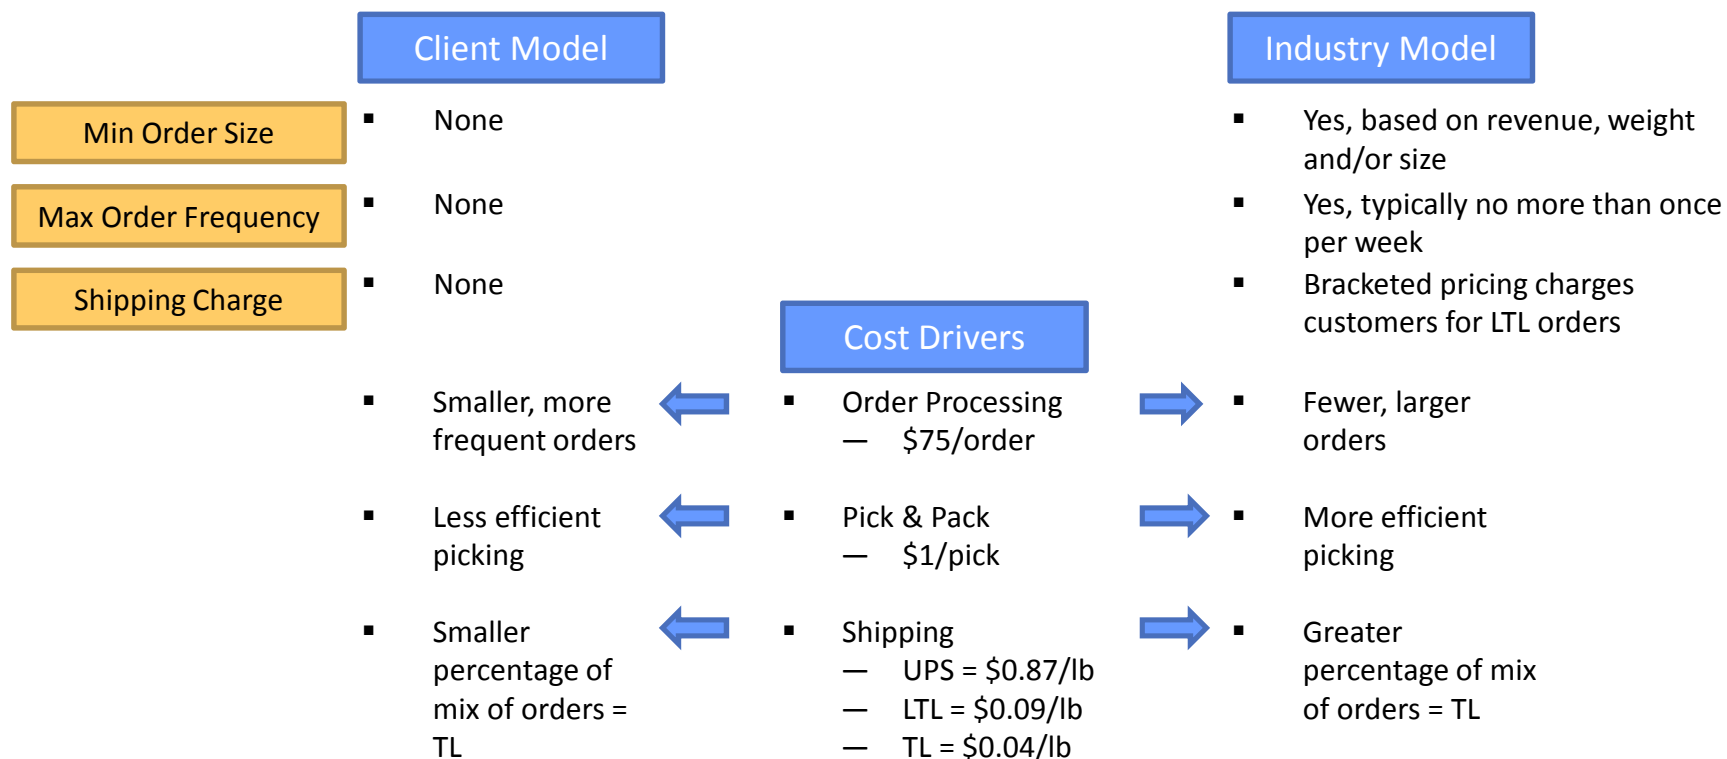 Client Model
Industry Model
Min Order Size
▪ None
▪ Yes, based on revenue, weight
and/or size
Max Order Frequency
▪ None
▪ Yes, typically no more than once
per week
Shipping Charge
▪ None
▪ Bracketed pricing charges
customers for LTL orders
Cost Drivers
▪ Smaller, more
frequent orders
▪ Order Processing
— $75/order
▪ Fewer, larger
orders
▪ Less efficient
picking
▪ Pick & Pack
— $1/pick
▪ More efficient
picking
▪ Smaller
percentage of
mix of orders =
TL
▪ Shipping
— UPS = $0.87/lb
— LTL = $0.09/lb
— TL = $0.04/lb
▪ Greater
percentage of mix
of orders = TL